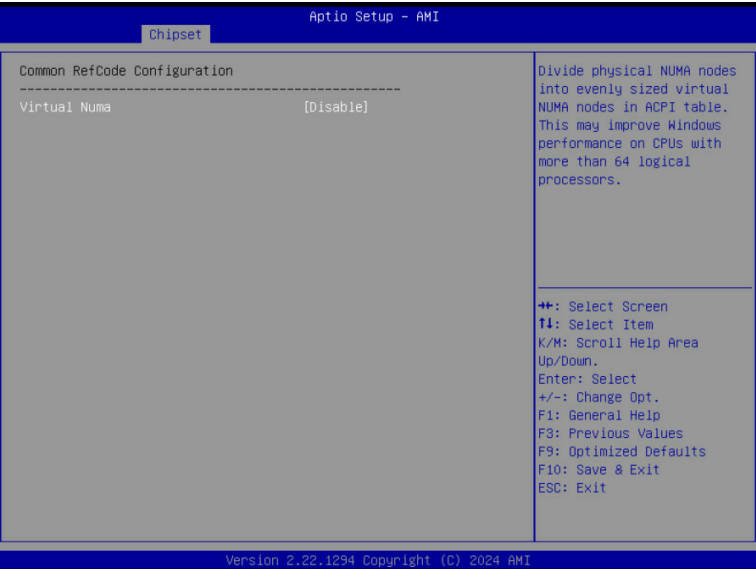 Aptio Setup - AMI
Chipset
Common RefCode Configuration
--------------------------------------------------
Virtual Numa [Disable]
Divide physical NUMA nodes
into evenly sized virtual
NUMA nodes in ACPI table.
This may improve Windows
performance on CPUs with
more than 64 logical
processors.
→←: Select Screen
↑↓: Select Item
K/M: Scroll Help Area
Up/Down.
Enter: Select
+/-: Change Opt.
F1: General Help
F3: Previous Values
F9: Optimized Defaults
F10: Save & Exit
ESC: Exit
Version 2.22.1294 Copyright (C) 2024 AMI